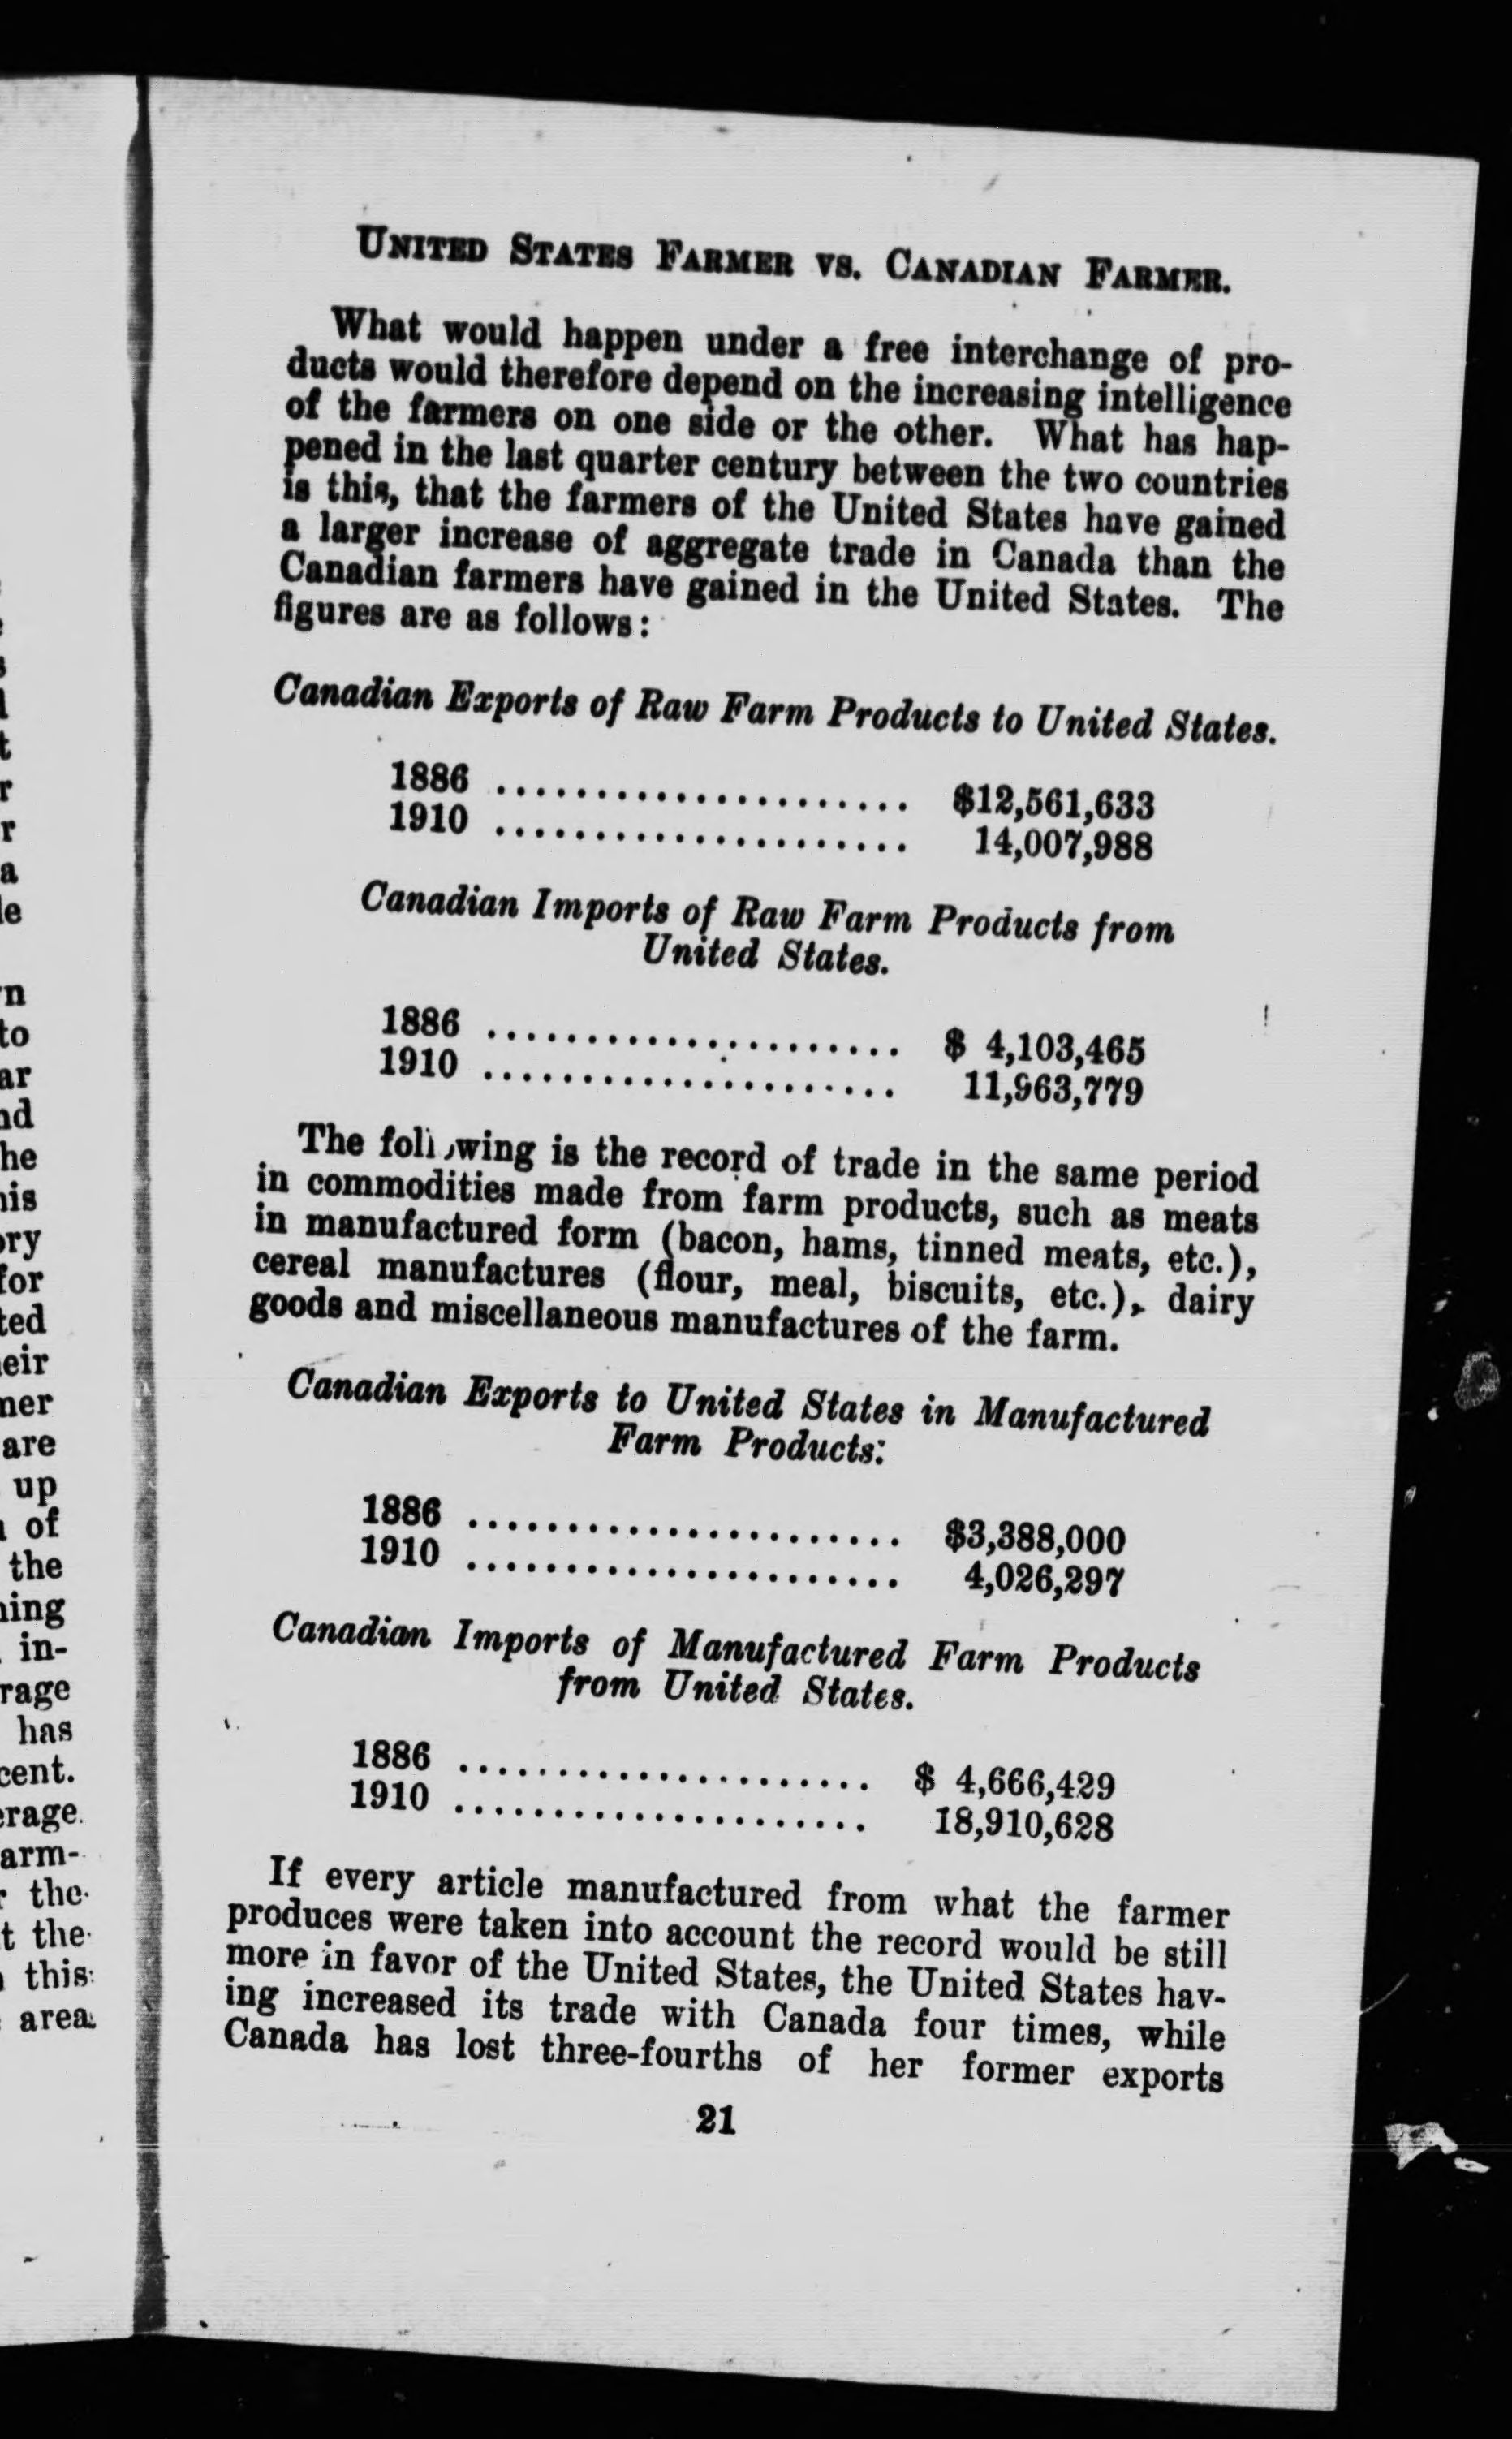 UNITED STATES FARMER VS. CANADIAN FARMER.
What would happen under a free interchange of pro-
ducts would therefore depend on the increasing intelligence
of the farmers on one side or the other. What has hap-
pened in the last quarter century between the two countries
is this, that the farmers of the United States have gained
a larger increase of aggregate trade in Canada than the
Canadian farmers have gained in the United States. The
figures are as follows:
Canadian Exports of Raw Farm Products to United States.
1886 ..................... $12,561,633
1910 ..................... 14,007,988
Canadian Imports of Raw Farm Products from
United States.
1886 ..................... $ 4,103,465
1910 ..................... 11,963,779
The following is the record of trade in the same period
in commodities made from farm products, such as meats
in manufactured form (bacon, hams, tinned meats, etc.),
cereal manufactures (flour, meal, biscuits, etc.), dairy
goods and miscellaneous manufactures of the farm.
Canadian Exports to United States in Manufactured
Farm Products:
1886 ...................... $3,388,000
1910 ...................... 4,026,297
Canadian Imports of Manufactured Farm Products
from United States.
1886 ..................... $ 4,666,429
1910 ..................... 18,910,628
If every article manufactured from what the farmer
produces were taken into account the record would be still
more in favor of the United States, the United States hav-
ing increased its trade with Canada four times, while
Canada has lost three-fourths of her former exports
21